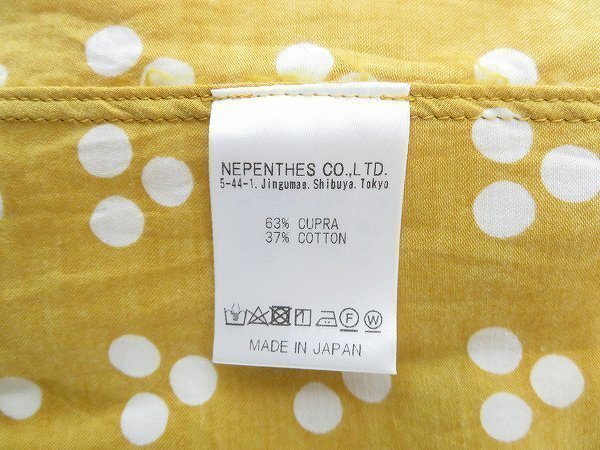 NEPENTHES CO.,LTD.
5-44-1. Jingumae. Shibuya. Tokyo
63% CUPRA
37% COTTON
F W
MADE IN JAPAN